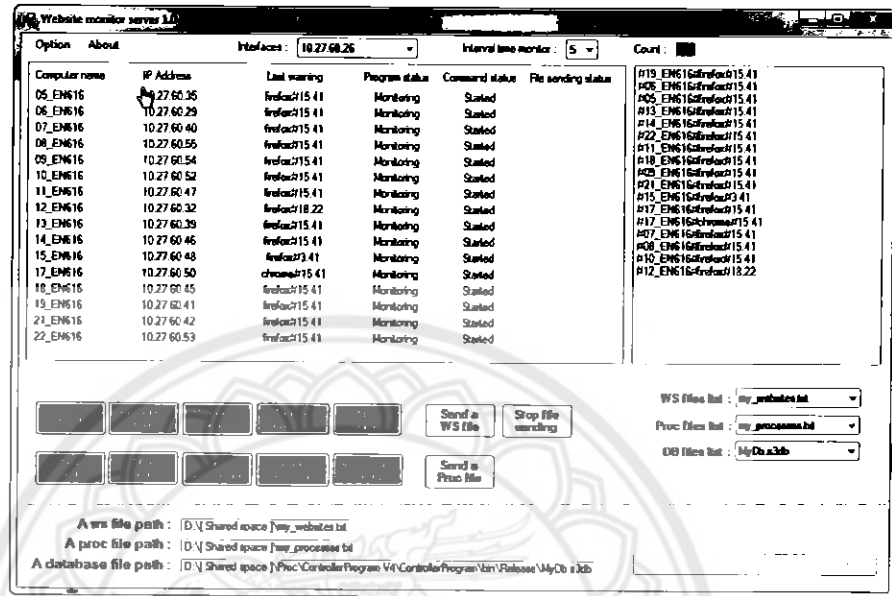 Website monitor server 1.0
Option About Interfaces : 10.27.60.26 Interval time monitor : 5 Count :
Computer name IP Address Last warning Program status Command status File sending status
05_EN616 10.27.60.35 firefox#15.41 Monitoring Started
06_EN616 10.27.60.29 firefox#15.41 Monitoring Started
07_EN616 10.27.60.40 firefox#15.41 Monitoring Started
08_EN616 10.27.60.55 firefox#15.41 Monitoring Started
09_EN616 10.27.60.54 firefox#15.41 Monitoring Started
10_EN616 10.27.60.52 firefox#15.41 Monitoring Started
11_EN616 10.27.60.47 firefox#15.41 Monitoring Started
12_EN616 10.27.60.32 firefox#18.22 Monitoring Started
13_EN616 10.27.60.39 firefox#15.41 Monitoring Started
14_EN616 10.27.60.46 firefox#15.41 Monitoring Started
15_EN616 10.27.60.48 firefox#3.41 Monitoring Started
17_EN616 10.27.60.50 chrome#15.41 Monitoring Started
18_EN616 10.27.60.45 firefox#15.41 Monitoring Started
19_EN616 10.27.60.41 firefox#15.41 Monitoring Started
21_EN616 10.27.60.42 firefox#15.41 Monitoring Started
22_EN616 10.27.60.53 firefox#15.41 Monitoring Started
#19_EN616#firefox#15.41
#06_EN616#firefox#15.41
#05_EN616#firefox#15.41
#13_EN616#firefox#15.41
#14_EN616#firefox#15.41
#22_EN616#firefox#15.41
#11_EN616#firefox#15.41
#18_EN616#firefox#15.41
#09_EN616#firefox#15.41
#21_EN616#firefox#15.41
#15_EN616#firefox#3.41
#17_EN616#firefox#15.41
#17_EN616#chrome#15.41
#07_EN616#firefox#15.41
#08_EN616#firefox#15.41
#10_EN616#firefox#15.41
#12_EN616#firefox#18.22
Send a WS file
Stop file sending
Send a Proc file
WS files list : my_websites.txt
Proc files list : my_processes.txt
DB files list : MyDb.s3db
A ws file path : D:\[ Shared space ]\my_websites.txt
A proc file path : D:\[ Shared space ]\my_processes.txt
A database file path : D:\[ Shared space ]\Proc\ControllerProgram V4\ControllerProgram\bin\Release\MyDb.s3db